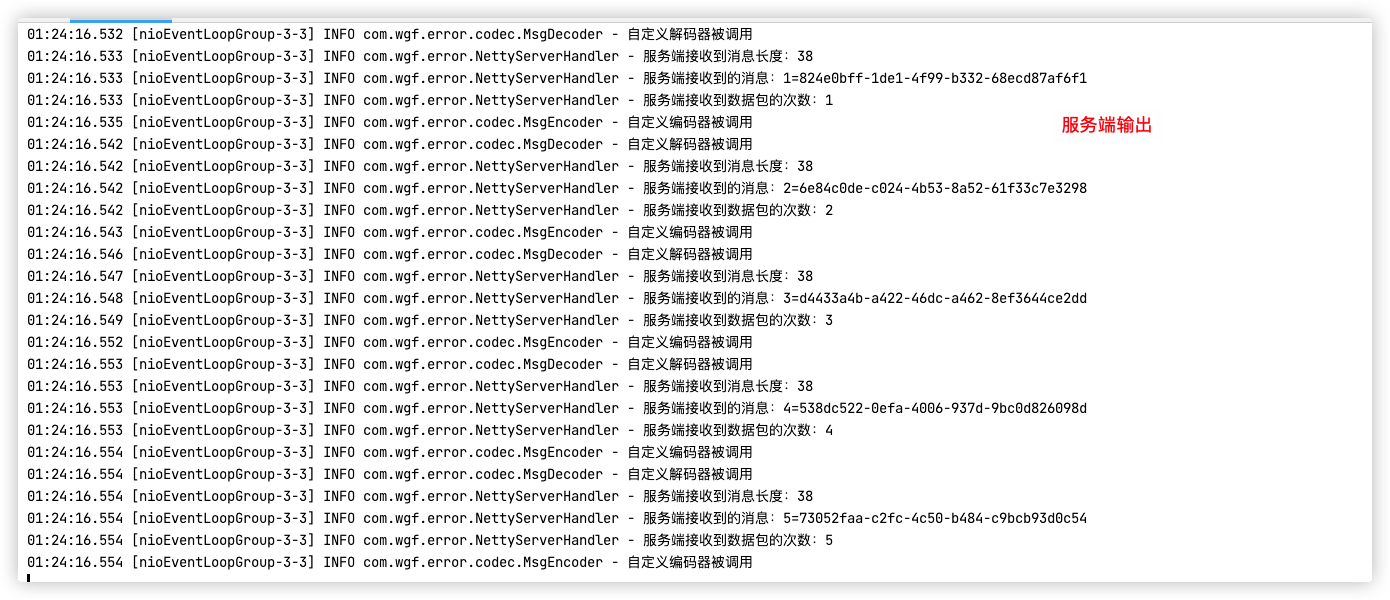 01:24:16.532 [nioEventLoopGroup-3-3] INFO com.wgf.error.codec.MsgDecoder - 自定义解码器被调用
01:24:16.533 [nioEventLoopGroup-3-3] INFO com.wgf.error.NettyServerHandler - 服务端接收到消息长度：38
01:24:16.533 [nioEventLoopGroup-3-3] INFO com.wgf.error.NettyServerHandler - 服务端接收到的消息：1=824e0bff-1de1-4f99-b332-68ecd87af6f1
01:24:16.533 [nioEventLoopGroup-3-3] INFO com.wgf.error.NettyServerHandler - 服务端接收到数据包的次数：1
01:24:16.535 [nioEventLoopGroup-3-3] INFO com.wgf.error.codec.MsgEncoder - 自定义编码器被调用
服务端输出
01:24:16.542 [nioEventLoopGroup-3-3] INFO com.wgf.error.codec.MsgDecoder - 自定义解码器被调用
01:24:16.542 [nioEventLoopGroup-3-3] INFO com.wgf.error.NettyServerHandler - 服务端接收到消息长度：38
01:24:16.542 [nioEventLoopGroup-3-3] INFO com.wgf.error.NettyServerHandler - 服务端接收到的消息：2=6e84c0de-c024-4b53-8a52-61f33c7e3298
01:24:16.542 [nioEventLoopGroup-3-3] INFO com.wgf.error.NettyServerHandler - 服务端接收到数据包的次数：2
01:24:16.543 [nioEventLoopGroup-3-3] INFO com.wgf.error.codec.MsgEncoder - 自定义编码器被调用
01:24:16.546 [nioEventLoopGroup-3-3] INFO com.wgf.error.codec.MsgDecoder - 自定义解码器被调用
01:24:16.547 [nioEventLoopGroup-3-3] INFO com.wgf.error.NettyServerHandler - 服务端接收到消息长度：38
01:24:16.548 [nioEventLoopGroup-3-3] INFO com.wgf.error.NettyServerHandler - 服务端接收到的消息：3=d4433a4b-a422-46dc-a462-8ef3644ce2dd
01:24:16.549 [nioEventLoopGroup-3-3] INFO com.wgf.error.NettyServerHandler - 服务端接收到数据包的次数：3
01:24:16.552 [nioEventLoopGroup-3-3] INFO com.wgf.error.codec.MsgEncoder - 自定义编码器被调用
01:24:16.553 [nioEventLoopGroup-3-3] INFO com.wgf.error.codec.MsgDecoder - 自定义解码器被调用
01:24:16.553 [nioEventLoopGroup-3-3] INFO com.wgf.error.NettyServerHandler - 服务端接收到消息长度：38
01:24:16.553 [nioEventLoopGroup-3-3] INFO com.wgf.error.NettyServerHandler - 服务端接收到的消息：4=538dc522-0efa-4006-937d-9bc0d826098d
01:24:16.553 [nioEventLoopGroup-3-3] INFO com.wgf.error.NettyServerHandler - 服务端接收到数据包的次数：4
01:24:16.554 [nioEventLoopGroup-3-3] INFO com.wgf.error.codec.MsgEncoder - 自定义编码器被调用
01:24:16.554 [nioEventLoopGroup-3-3] INFO com.wgf.error.codec.MsgDecoder - 自定义解码器被调用
01:24:16.554 [nioEventLoopGroup-3-3] INFO com.wgf.error.NettyServerHandler - 服务端接收到消息长度：38
01:24:16.554 [nioEventLoopGroup-3-3] INFO com.wgf.error.NettyServerHandler - 服务端接收到的消息：5=73052faa-c2fc-4c50-b484-c9bcb93d0c54
01:24:16.554 [nioEventLoopGroup-3-3] INFO com.wgf.error.NettyServerHandler - 服务端接收到数据包的次数：5
01:24:16.554 [nioEventLoopGroup-3-3] INFO com.wgf.error.codec.MsgEncoder - 自定义编码器被调用